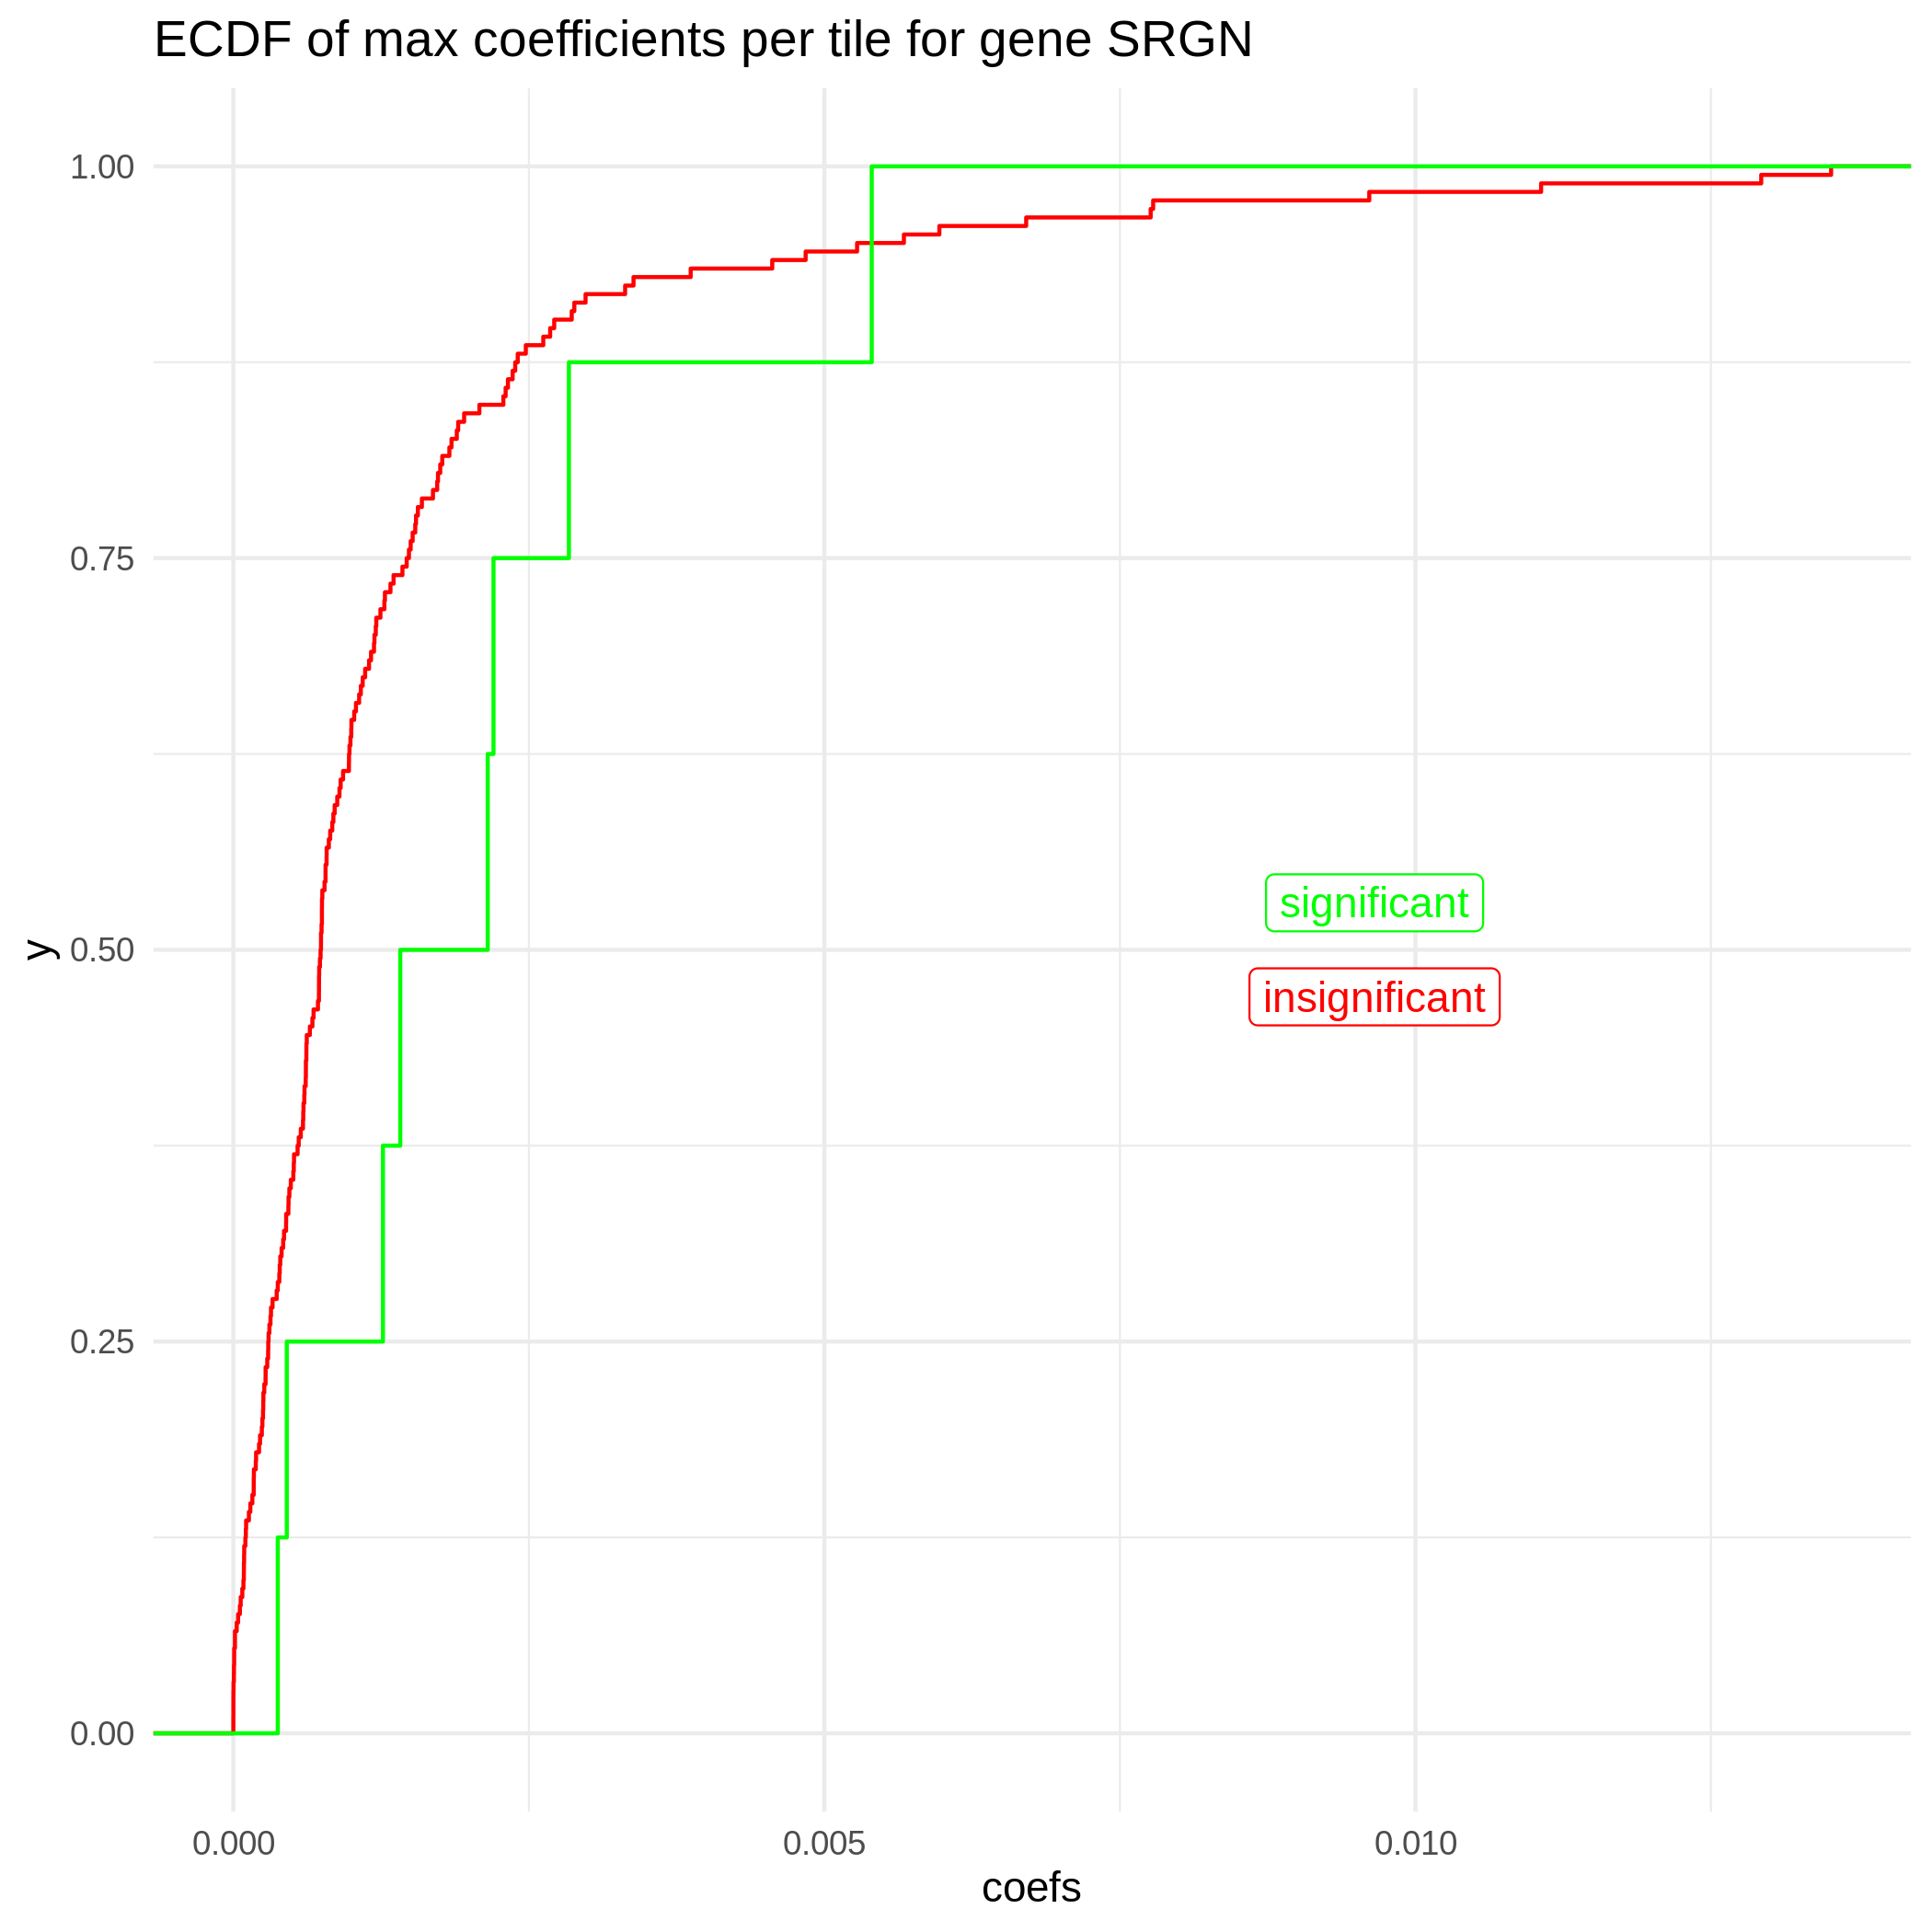 ECDF of max coefficients per tile for gene SRGN
1.00
0.75
0.50
0.25
0.00
y
significant
insignificant
0.000
0.005
0.010
coefs